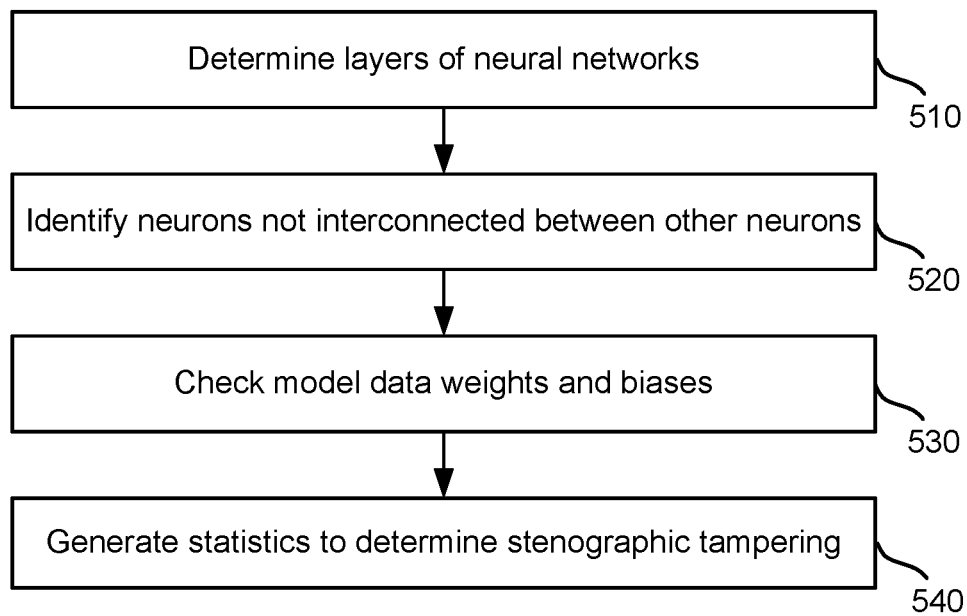 Determine layers of neural networks
510
Identify neurons not interconnected between other neurons
520
Check model data weights and biases
530
Generate statistics to determine stenographic tampering
540